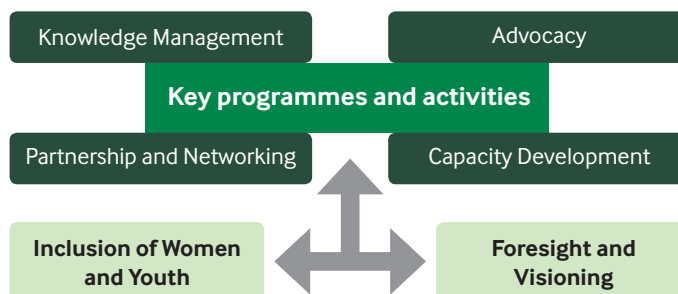 Knowledge Management
Advocacy
Key programmes and activities
Partnership and Networking
Capacity Development
Inclusion of Women
and Youth
Foresight and
Visioning